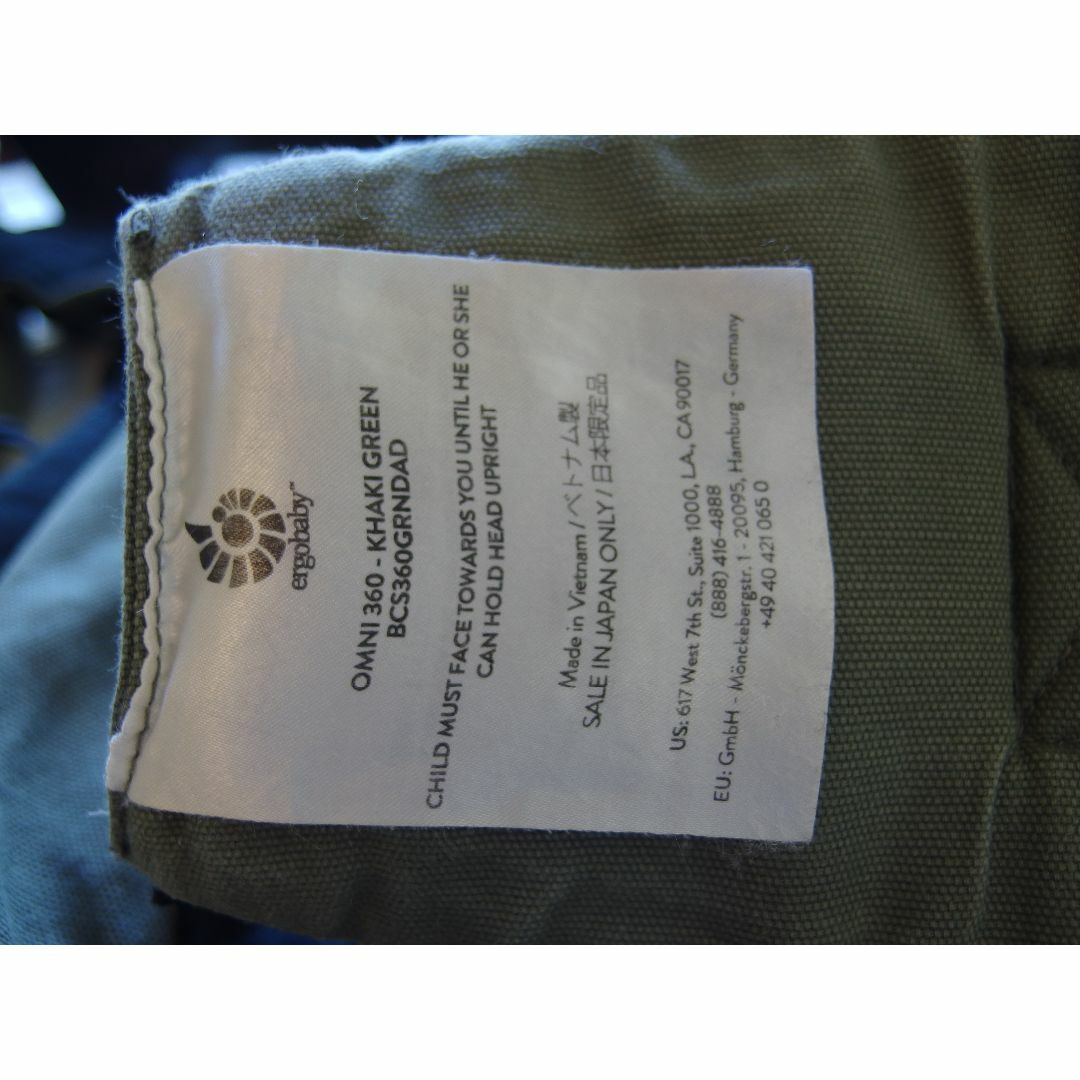 ergobaby™
OMNI 360 - KHAKI GREEN
BCS360GRNDAD
CHILD MUST FACE TOWARDS YOU UNTIL HE OR SHE
CAN HOLD HEAD UPRIGHT
Made in Vietnam / ベトナム製
SALE IN JAPAN ONLY / 日本限定品
US: 617 West 7th St., Suite 1000, LA., CA 90017
(888) 416-4888
EU: GmbH - Mönckebergstr. 1 - 20095, Hamburg - Germany
+49 40 421 065 0